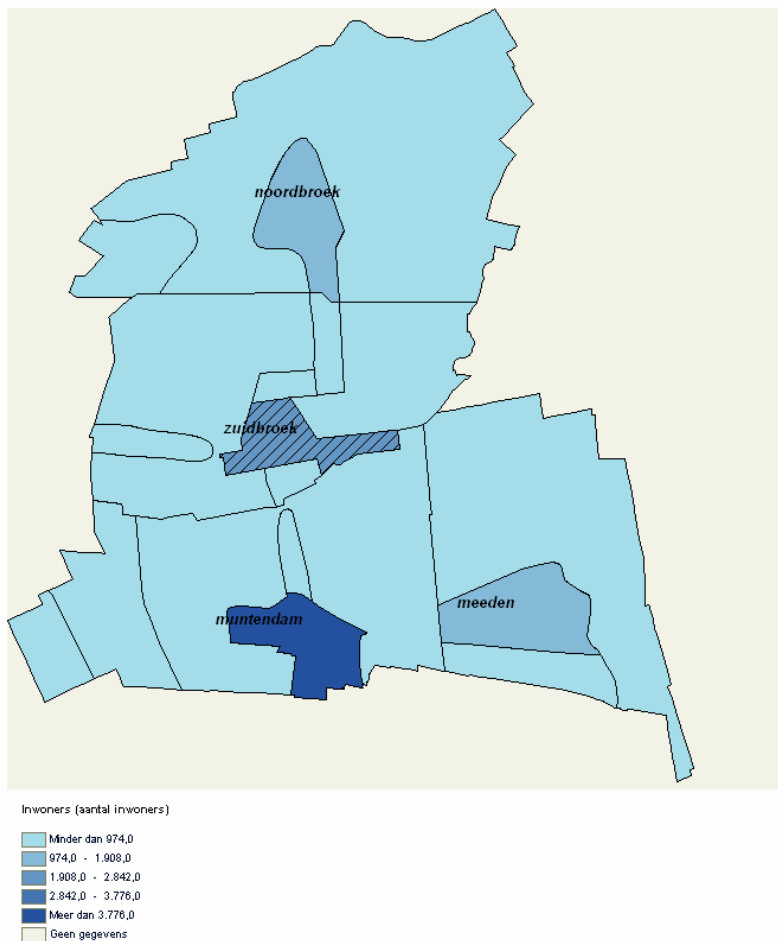 noordbroek
zuidbroek
meeden
muntendam
Inwoners (aantal inwoners)
Minder dan 974,0
974,0 - 1.908,0
1.908,0 - 2.842,0
2.842,0 - 3.776,0
Meer dan 3.776,0
Geen gegevens